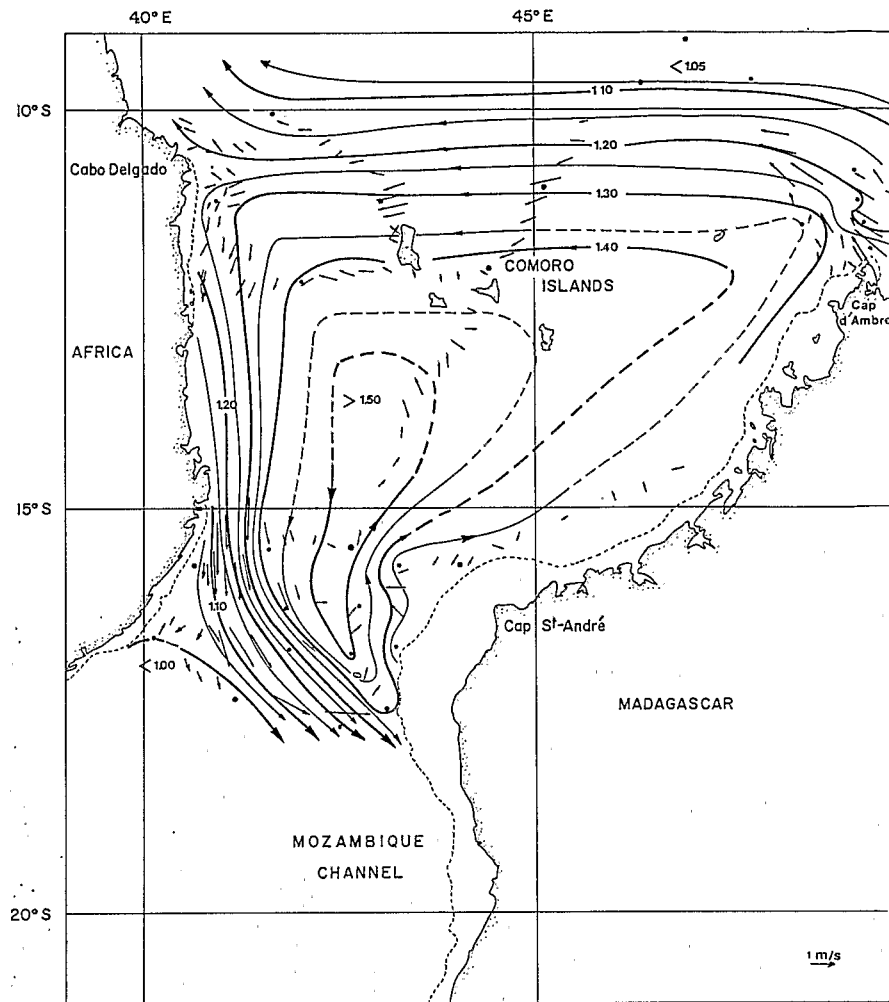 40°E
45°E
<1.05
1.10
10°S
1.20
Cabo Delgado
1.30
1.40
COMORO
ISLANDS
Cap
d'Ambre
AFRICA
>1.50
1.20
15°S
1.10
Cap St-André
<1.00
MADAGASCAR
MOZAMBIQUE
CHANNEL
20°S
1 m/s